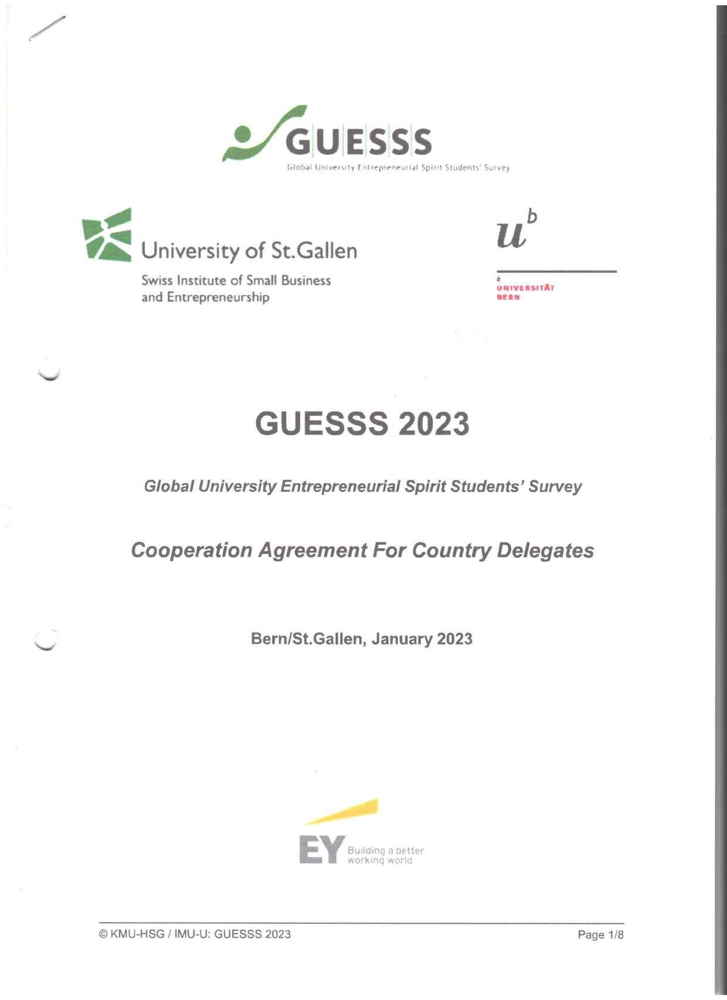 GUESSS
Global University Entrepreneurial Spirit Students' Survey
University of St.Gallen
Swiss Institute of Small Business
and Entrepreneurship
u b
b
UNIVERSITÄT
BERN
GUESSS 2023
Global University Entrepreneurial Spirit Students' Survey
Cooperation Agreement For Country Delegates
Bern/St.Gallen, January 2023
EY
Building a better
working world
© KMU-HSG / IMU-U: GUESSS 2023 Page 1/8